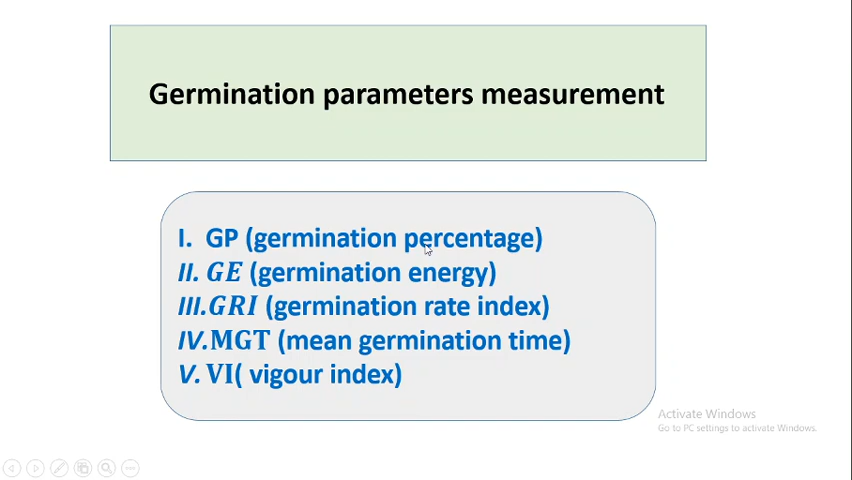 Germination parameters measurement
I. GP (germination percentage)
II. GE (germination energy)
III.GRI (germination rate index)
IV.MGT (mean germination time)
V. VI( vigour index)
Activate Windows
Go to PC settings to activate Windows.